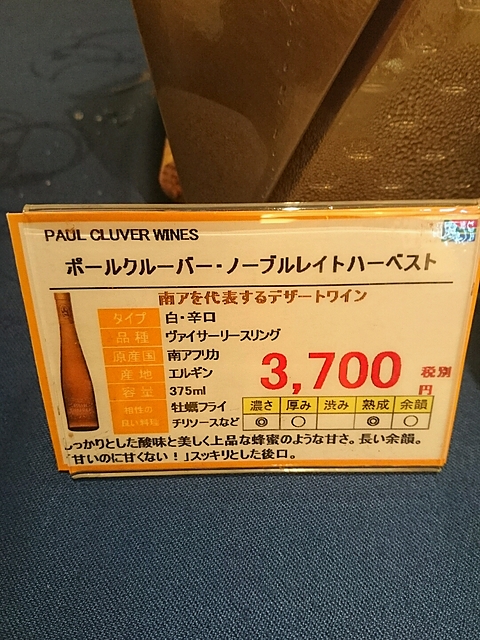 PAUL CLUVER WINES
ポールクルーバー・ノーブルレイトハーベスト
南アを代表するデザートワイン
タイプ 白・辛口
品種 ヴァイサーリースリング
原産国 南アフリカ
産地 エルギン
容量 375ml
相性の良い料理 牡蠣フライ チリソースなど
3,700 税別 円
濃さ 厚み 渋み 熟成 余韻
◎ ○ ◎ ○
しっかりとした酸味と美しく上品な蜂蜜のような甘さ。長い余韻。
「甘いのに甘くない！」スッキリとした後口。